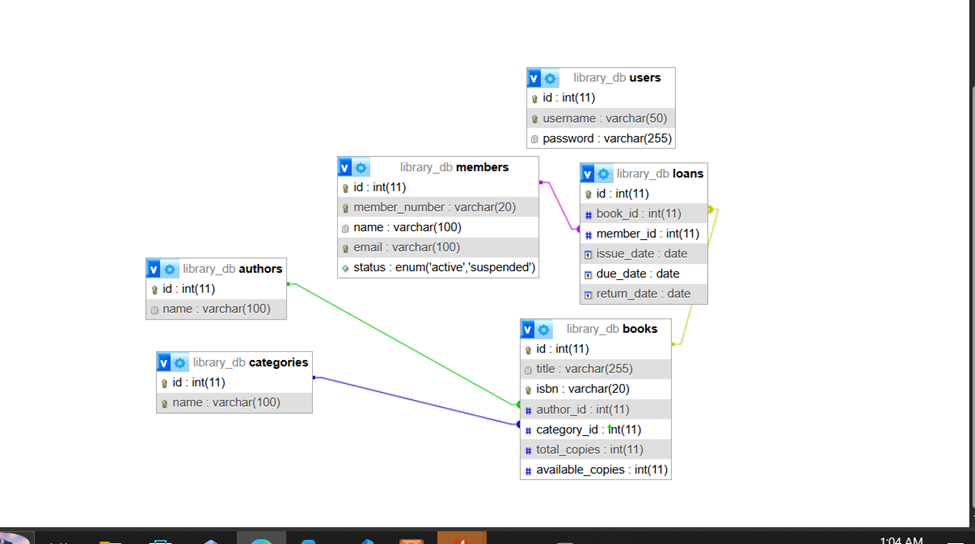 library_db users
id : int(11)
username : varchar(50)
password : varchar(255)
library_db members
id : int(11)
member_number : varchar(20)
name : varchar(100)
email : varchar(100)
status : enum('active','suspended')
library_db loans
id : int(11)
book_id : int(11)
member_id : int(11)
issue_date : date
due_date : date
return_date : date
library_db authors
id : int(11)
name : varchar(100)
library_db categories
id : int(11)
name : varchar(100)
library_db books
id : int(11)
title : varchar(255)
isbn : varchar(20)
author_id : int(11)
category_id : int(11)
total_copies : int(11)
available_copies : int(11)
1:04 AM